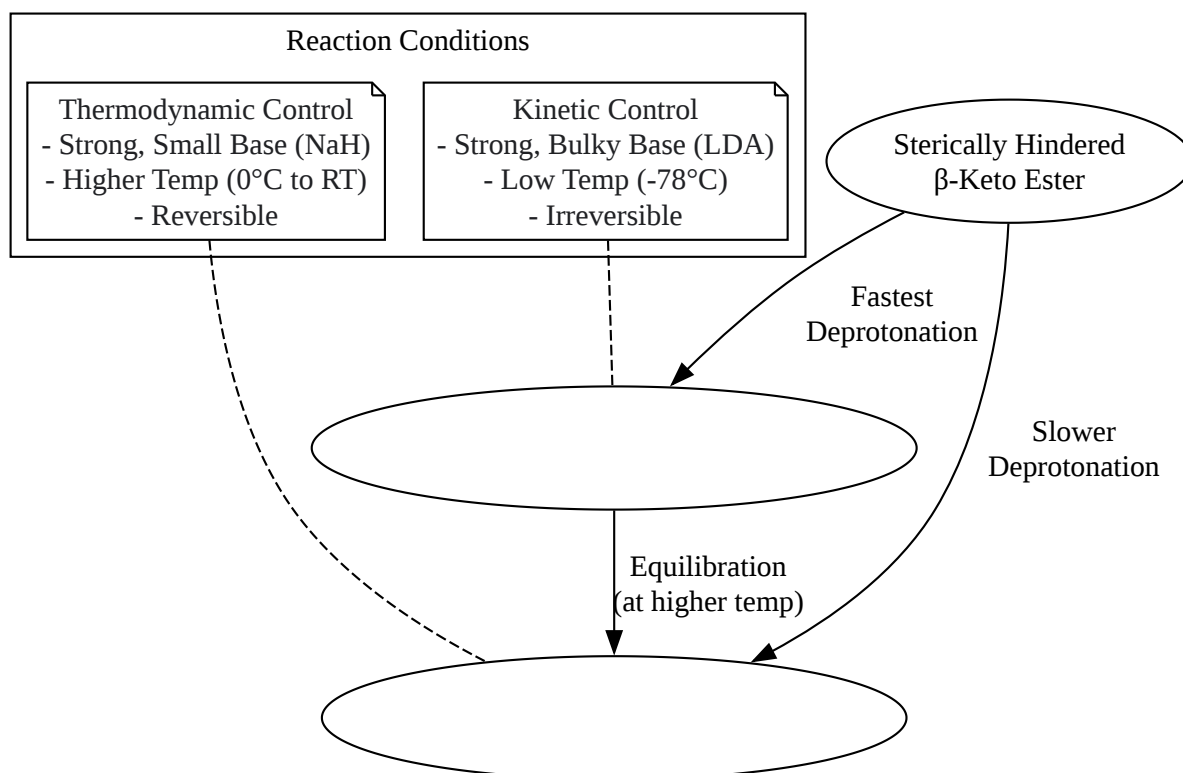 Reaction Conditions
Thermodynamic Control
- Strong, Small Base (NaH)
- Higher Temp (0°C to RT)
- Reversible
Kinetic Control
- Strong, Bulky Base (LDA)
- Low Temp (-78°C)
- Irreversible
Sterically Hindered
β-Keto Ester
Fastest
Deprotonation
Slower
Deprotonation
Equilibration
(at higher temp)